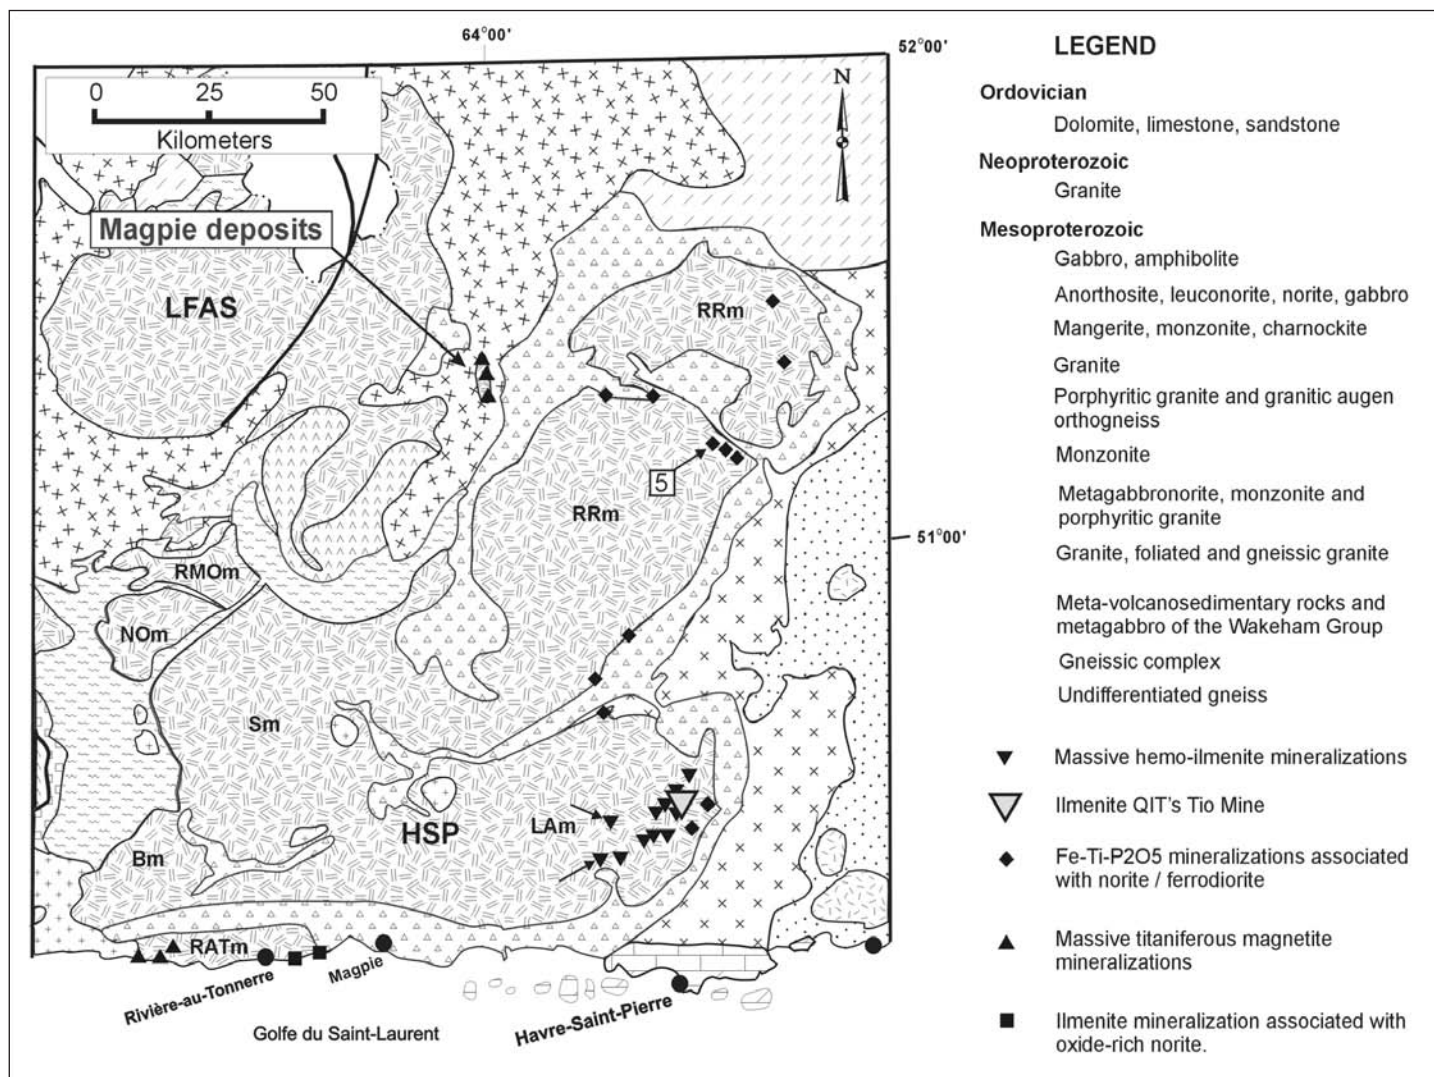 64°00'
52°00'
0 25 50
Kilometers
N
Magpie deposits
LFAS
RRm
5
RRm
51°00'
RMOm
NOm
Sm
HSP
LAm
Bm
RATm
Rivière-au-Tonnerre
Magpie
Havre-Saint-Pierre
Golfe du Saint-Laurent
LEGEND
Ordovician
Dolomite, limestone, sandstone
Neoproterozoic
Granite
Mesoproterozoic
Gabbro, amphibolite
Anorthosite, leuconorite, norite, gabbro
Mangerite, monzonite, charnockite
Granite
Porphyritic granite and granitic augen
orthogneiss
Monzonite
Metagabbronorite, monzonite and
porphyritic granite
Granite, foliated and gneissic granite
Meta-volcanosedimentary rocks and
metagabbro of the Wakeham Group
Gneissic complex
Undifferentiated gneiss
Massive hemo-ilmenite mineralizations
Ilmenite QIT's Tio Mine
Fe-Ti-P2O5 mineralizations associated
with norite / ferrodiorite
Massive titaniferous magnetite
mineralizations
Ilmenite mineralization associated with
oxide-rich norite.